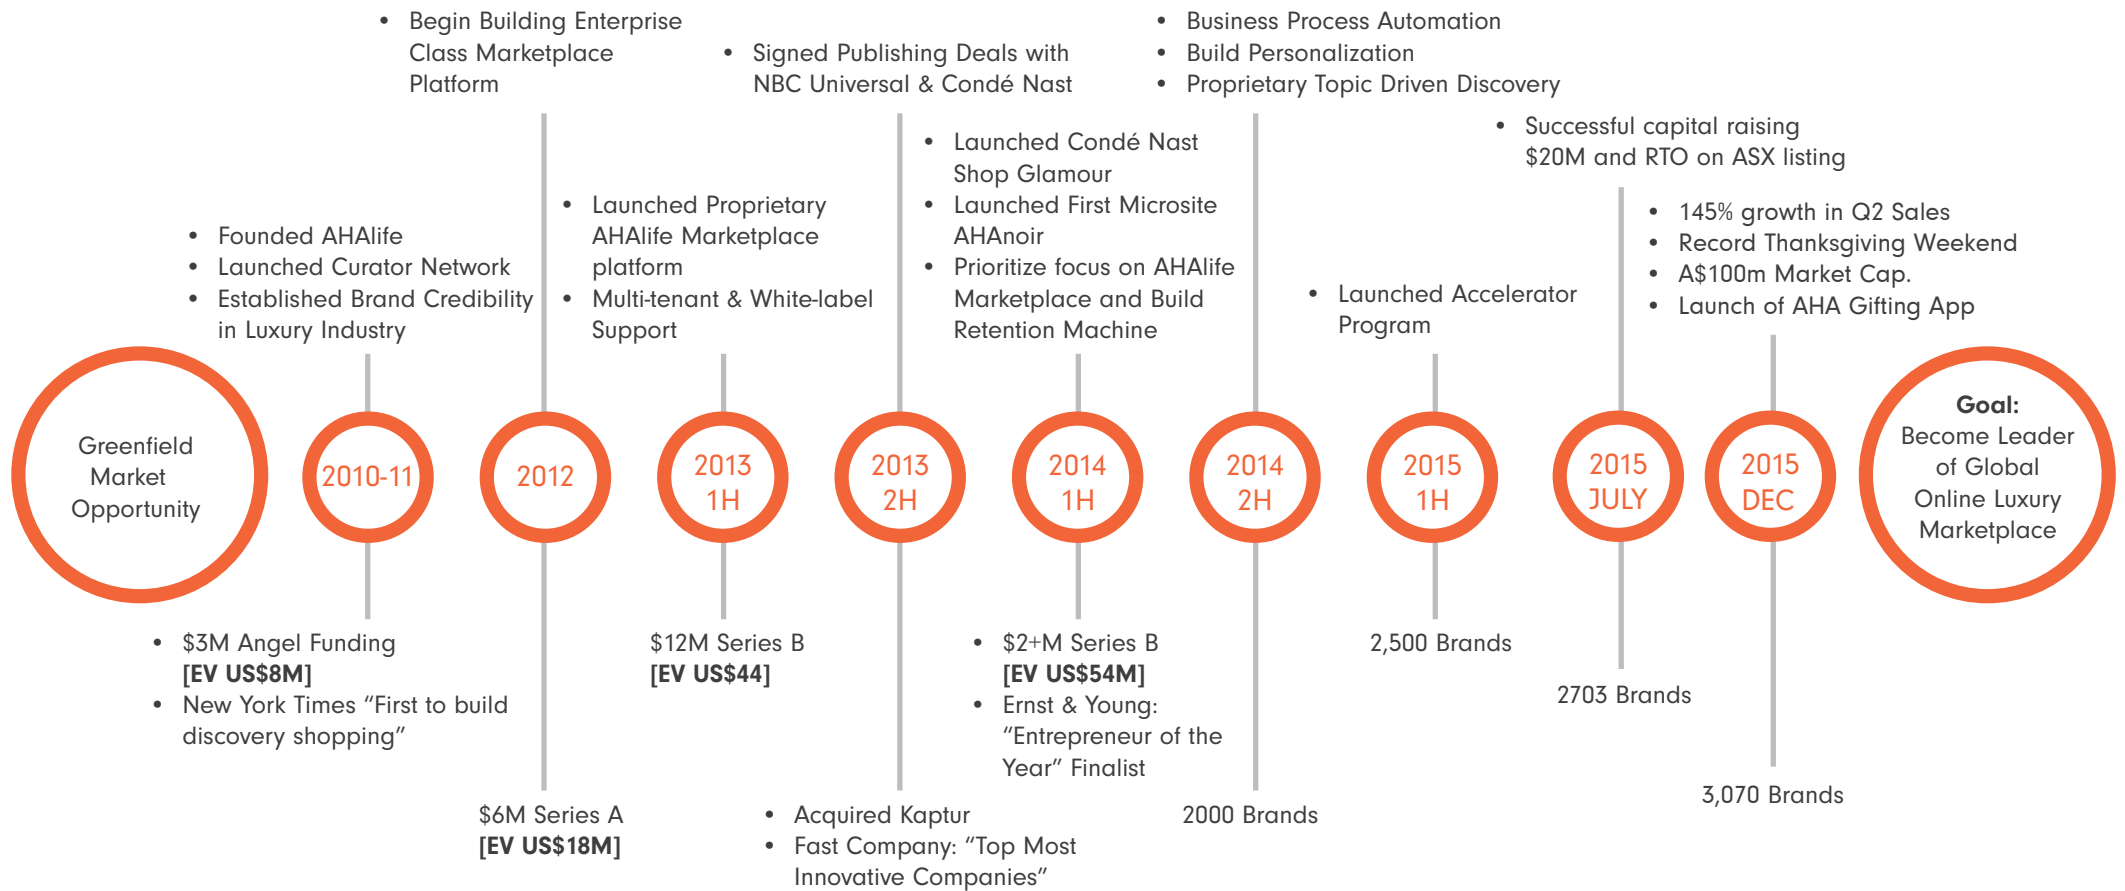 • Begin Building Enterprise
Class Marketplace
Platform
• Signed Publishing Deals with
NBC Universal & Condé Nast
• Business Process Automation
• Build Personalization
• Proprietary Topic Driven Discovery
• Successful capital raising
$20M and RTO on ASX listing
• Founded AHAlife
• Launched Curator Network
• Established Brand Credibility
in Luxury Industry
• Launched Proprietary
AHAlife Marketplace
platform
• Multi-tenant & White-label
Support
• Launched Condé Nast
Shop Glamour
• Launched First Microsite
AHAnoir
• Prioritize focus on AHAlife
Marketplace and Build
Retention Machine
• Launched Accelerator
Program
• 145% growth in Q2 Sales
• Record Thanksgiving Weekend
• A$100m Market Cap.
• Launch of AHA Gifting App
Greenfield
Market
Opportunity
2010-11
2012
2013
1H
2013
2H
2014
1H
2014
2H
2015
1H
2015
JULY
2015
DEC
Goal:
Become Leader
of Global
Online Luxury
Marketplace
• $3M Angel Funding
[EV US$8M]
• New York Times “First to build
discovery shopping”
$6M Series A
[EV US$18M]
$12M Series B
[EV US$44]
• Acquired Kaptur
• Fast Company: “Top Most
Innovative Companies”
• $2+M Series B
[EV US$54M]
• Ernst & Young:
“Entrepreneur of the
Year” Finalist
2000 Brands
2,500 Brands
2703 Brands
3,070 Brands